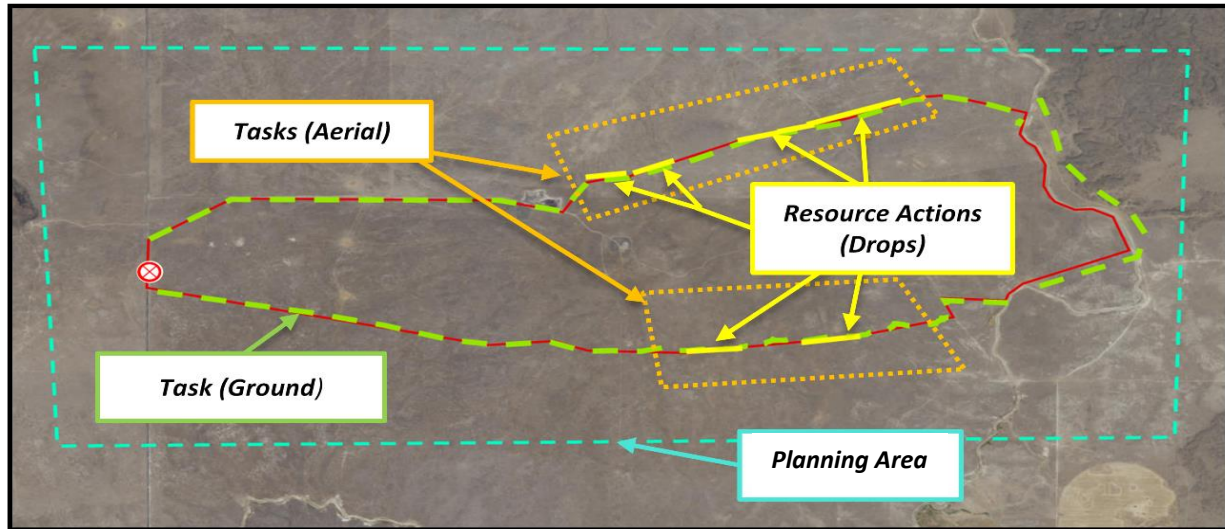 Tasks (Aerial)
Resource Actions
(Drops)
Task (Ground)
Planning Area